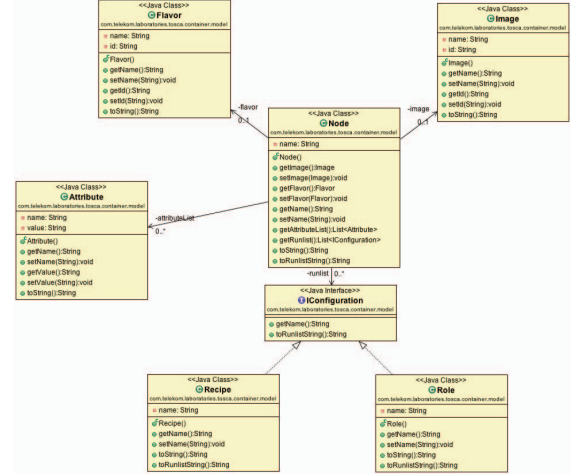 <<Java Class>>
Flavor
com.telekom.laboratories.tosca.container.model
name: String
id: String
Flavor()
getName():String
setName(String):void
getId():String
setId(String):void
toString():String
<<Java Class>>
Image
com.telekom.laboratories.tosca.container.model
name: String
id: String
Image()
getName():String
setName(String):void
getId():String
setId(String):void
toString():String
-flavor
0..1
-image
0..1
<<Java Class>>
Node
com.telekom.laboratories.tosca.container.model
name: String
Node()
getImage():Image
setImage(Image):void
getFlavor():Flavor
setFlavor(Flavor):void
getName():String
setName(String):void
getAttributeList():List<Attribute>
getRunlist():List<IConfiguration>
toString():String
toRunlistString():String
<<Java Class>>
Attribute
com.telekom.laboratories.tosca.container.model
name: String
value: String
Attribute()
getName():String
setName(String):void
getValue():String
setValue(String):void
toString():String
-attributeList
0..*
-runlist 0..*
<<Java Interface>>
IConfiguration
com.telekom.laboratories.tosca.container.model
getName():String
toRunlistString():String
<<Java Class>>
Recipe
com.telekom.laboratories.tosca.container.model
name: String
Recipe()
getName():String
setName(String):void
toString():String
toRunlistString():String
<<Java Class>>
Role
com.telekom.laboratories.tosca.container.model
name: String
Role()
getName():String
setName(String):void
toString():String
toRunlistString():String